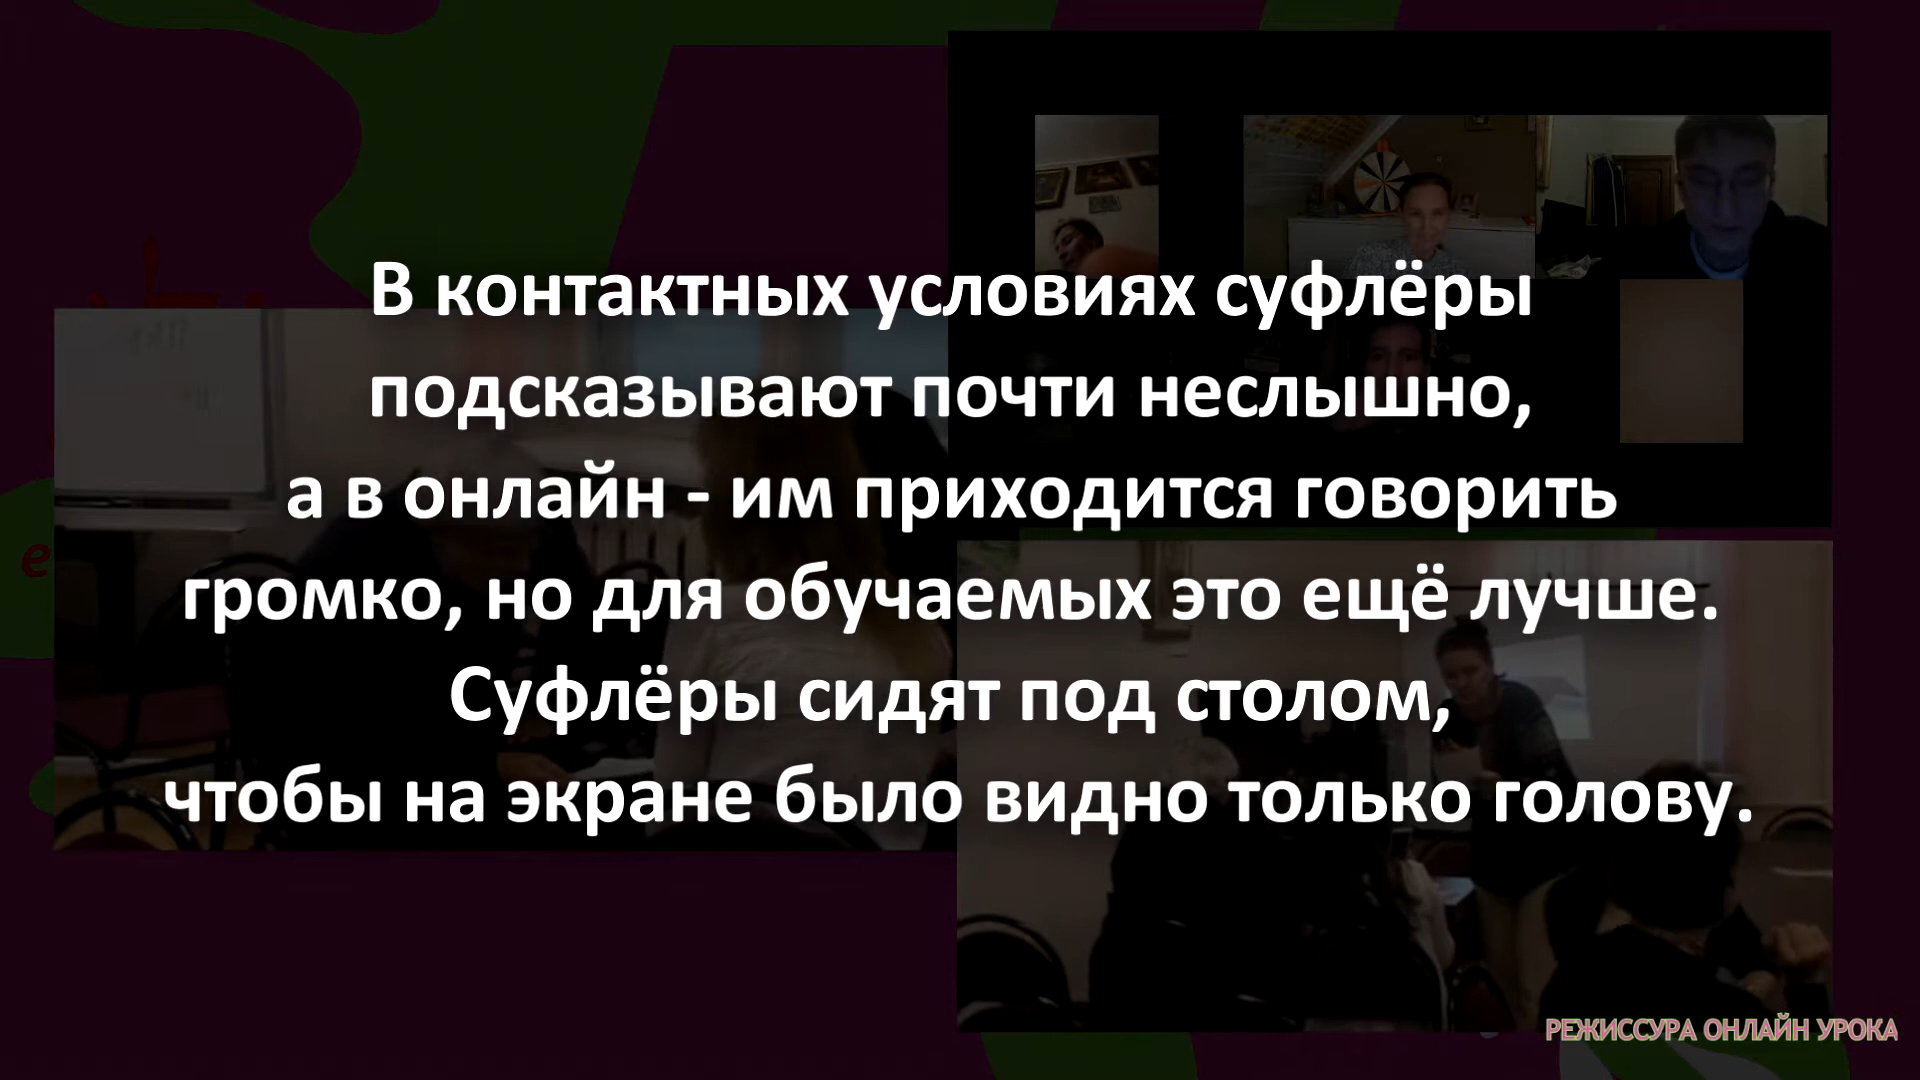 В контактных условиях суфлёры
подсказывают почти неслышно,
а в онлайн - им приходится говорить
громко, но для обучаемых это ещё лучше.
Суфлёры сидят под столом,
чтобы на экране было видно только голову.
РЕЖИССУРА ОНЛАЙН УРОКА